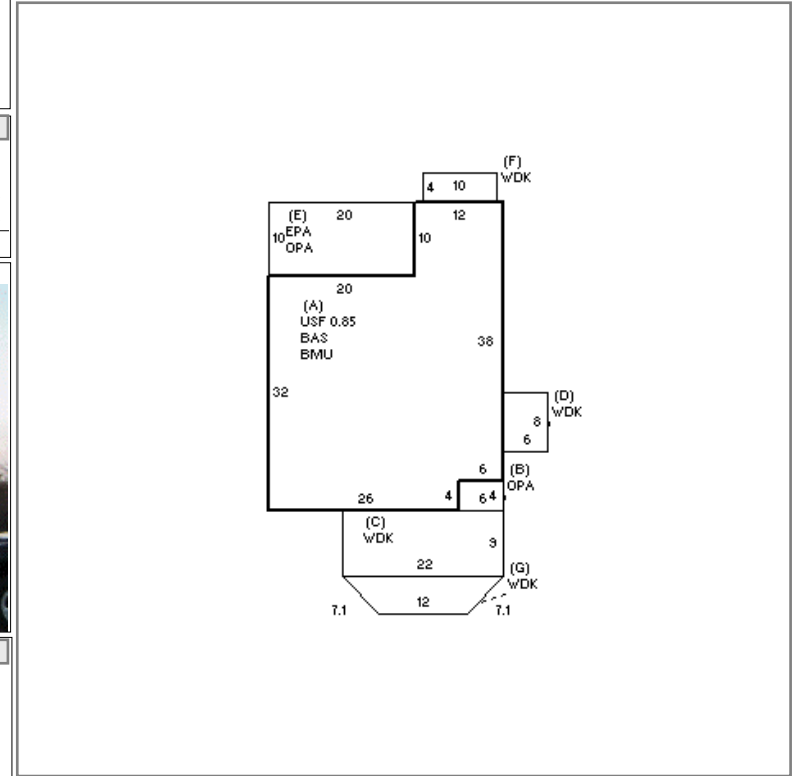 (F)
WDK
4 10
(E) 20
10 EPA
OPA
12
10
20
(A)
USF 0.85
BAS
BMU
38
32
(D)
WDK
8
6
6
(B)
OPA
26
4
6 4
(C)
WDK
9
22
(G)
WDK
12
7.1
7.1